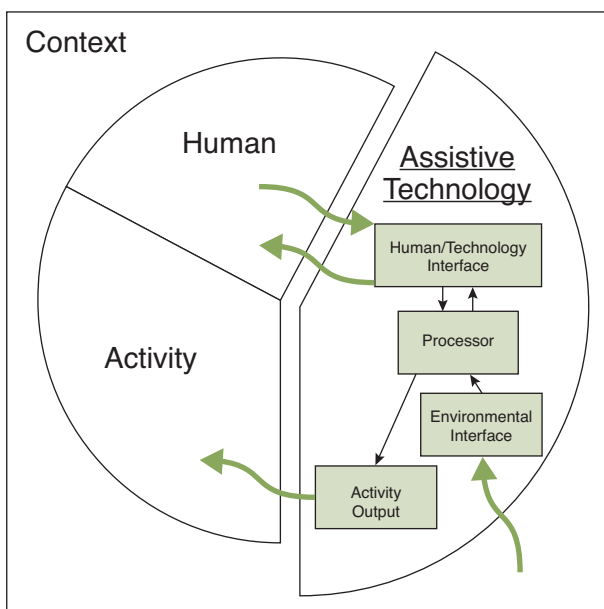 Context
Human
Assistive
Technology
Human/Technology
Interface
Processor
Activity
Environmental
Interface
Activity
Output